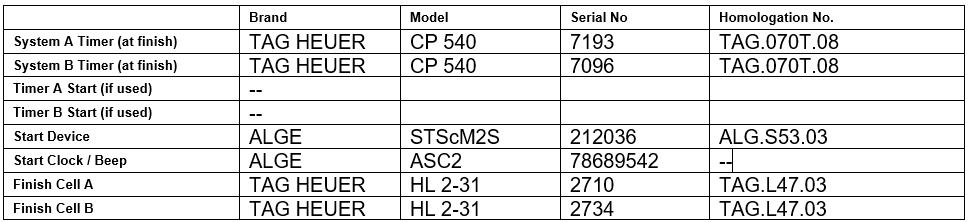 Brand Model Serial No Homologation No.
System A Timer (at finish) TAG HEUER CP 540 7193 TAG.070T.08
System B Timer (at finish) TAG HEUER CP 540 7096 TAG.070T.08
Timer A Start (if used) --
Timer B Start (if used) --
Start Device ALGE STScM2S 212036 ALG.S53.03
Start Clock / Beep ALGE ASC2 78689542 --
Finish Cell A TAG HEUER HL 2-31 2710 TAG.L47.03
Finish Cell B TAG HEUER HL 2-31 2734 TAG.L47.03